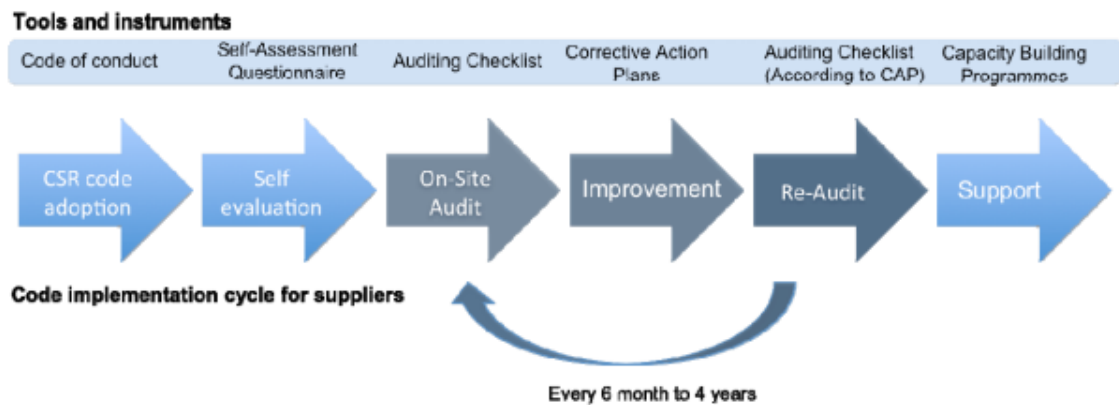 Tools and instruments
Code of conduct
Self-Assessment
Questionnaire
Auditing Checklist
Corrective Action
Plans
Auditing Checklist
(According to CAP)
Capacity Building
Programmes
CSR code
adoption
Self
evaluation
On-Site
Audit
Improvement
Re-Audit
Support
Code implementation cycle for suppliers
Every 6 month to 4 years